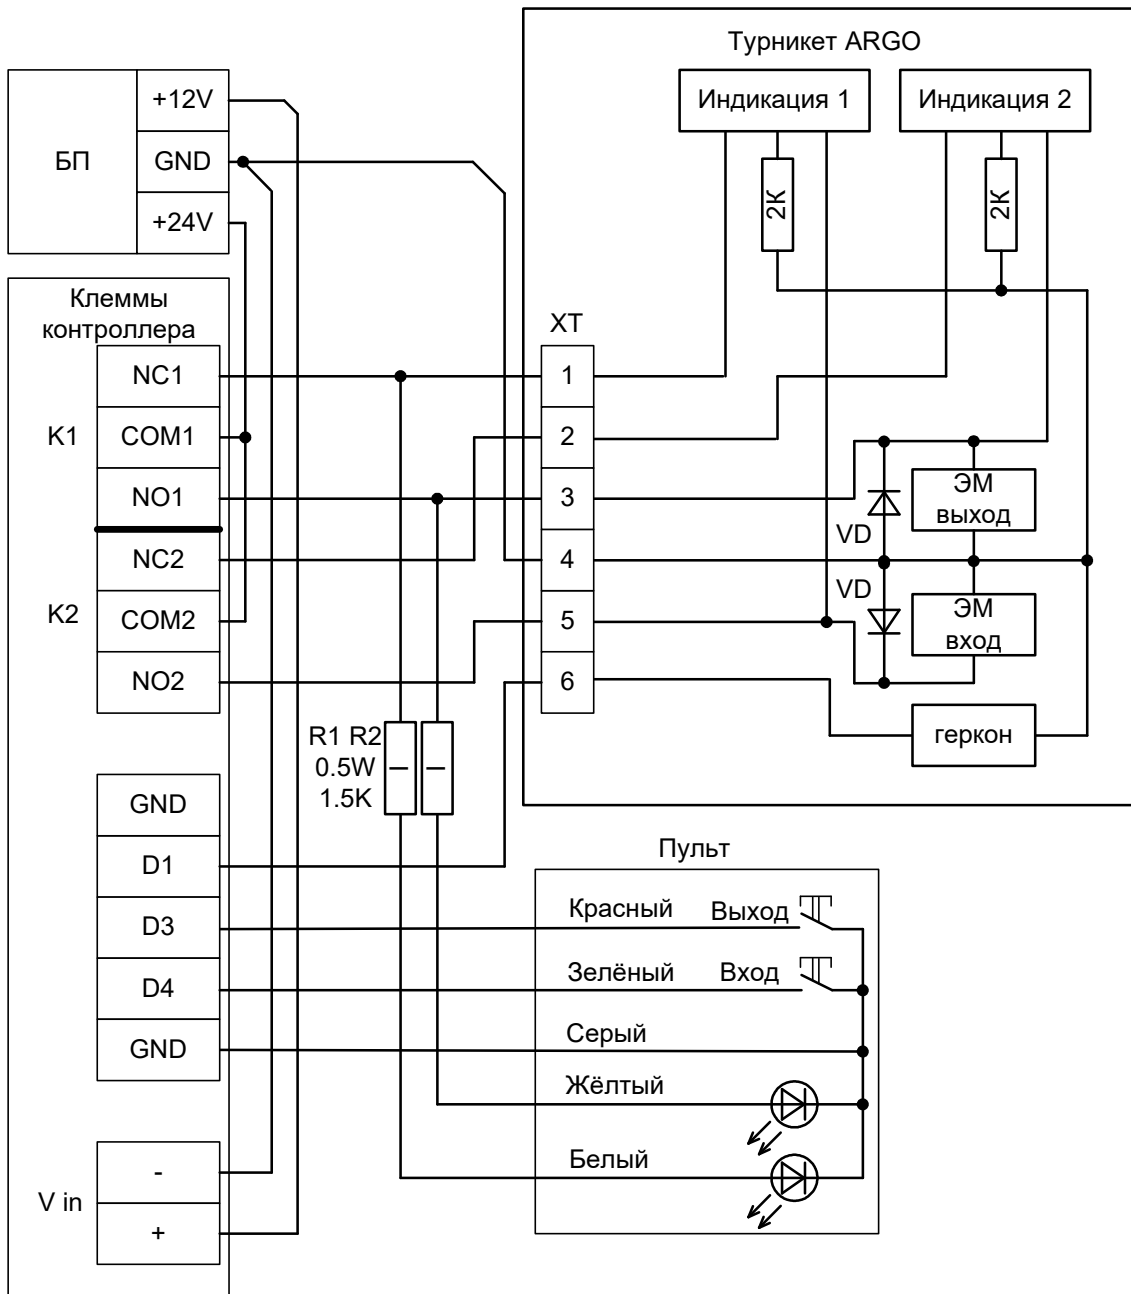 Турникет ARGO
Индикация 1
Индикация 2
2К
2К
БП
+12V
GND
+24V
Клеммы
контроллера
K1
NC1
COM1
NO1
K2
NC2
COM2
NO2
XT
1
2
3
4
5
6
VD
ЭМ
выход
VD
ЭМ
вход
геркон
R1 R2
0.5W
1.5K
GND
D1
D3
D4
GND
V in
-
+
Пульт
Красный
Выход
Зелёный
Вход
Серый
Жёлтый
Белый